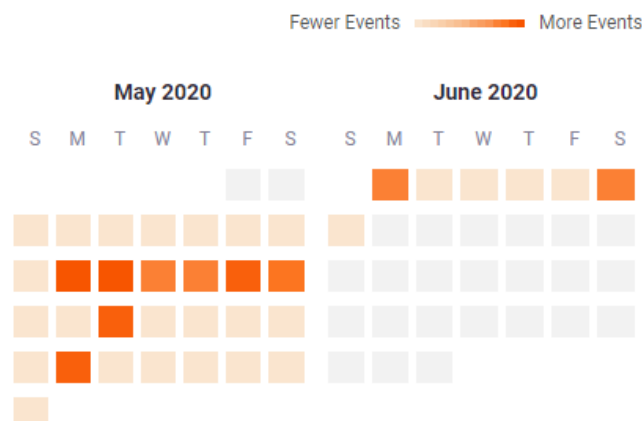 Fewer Events More Events
May 2020 June 2020
S M T W T F S S M T W T F S